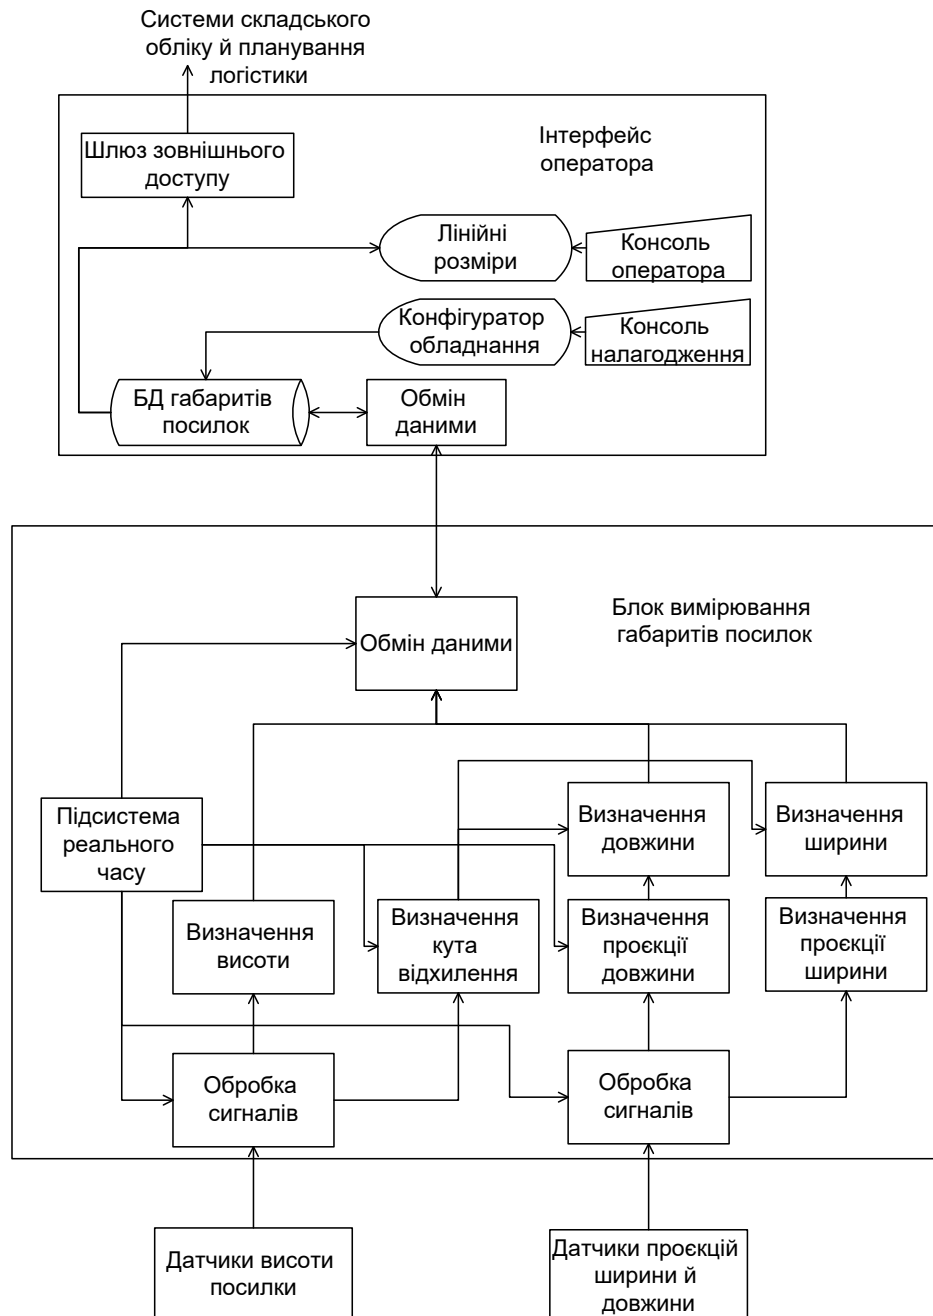 Системи складського
обліку й планування
логістики
Шлюз зовнішнього
доступу
Інтерфейс
оператора
Лінійні
розміри
Консоль
оператора
Конфігуратор
обладнання
Консоль
налагодження
БД габаритів
посилок
Обмін
даними
Блок вимірювання
габаритів посилок
Обмін даними
Підсистема
реального
часу
Визначення
довжини
Визначення
ширини
Визначення
висоти
Визначення
кута
відхилення
Визначення
проєкції
довжини
Визначення
проєкції
ширини
Обробка
сигналів
Обробка
сигналів
Датчики висоти
посилки
Датчики проєкцій
ширини й
довжини